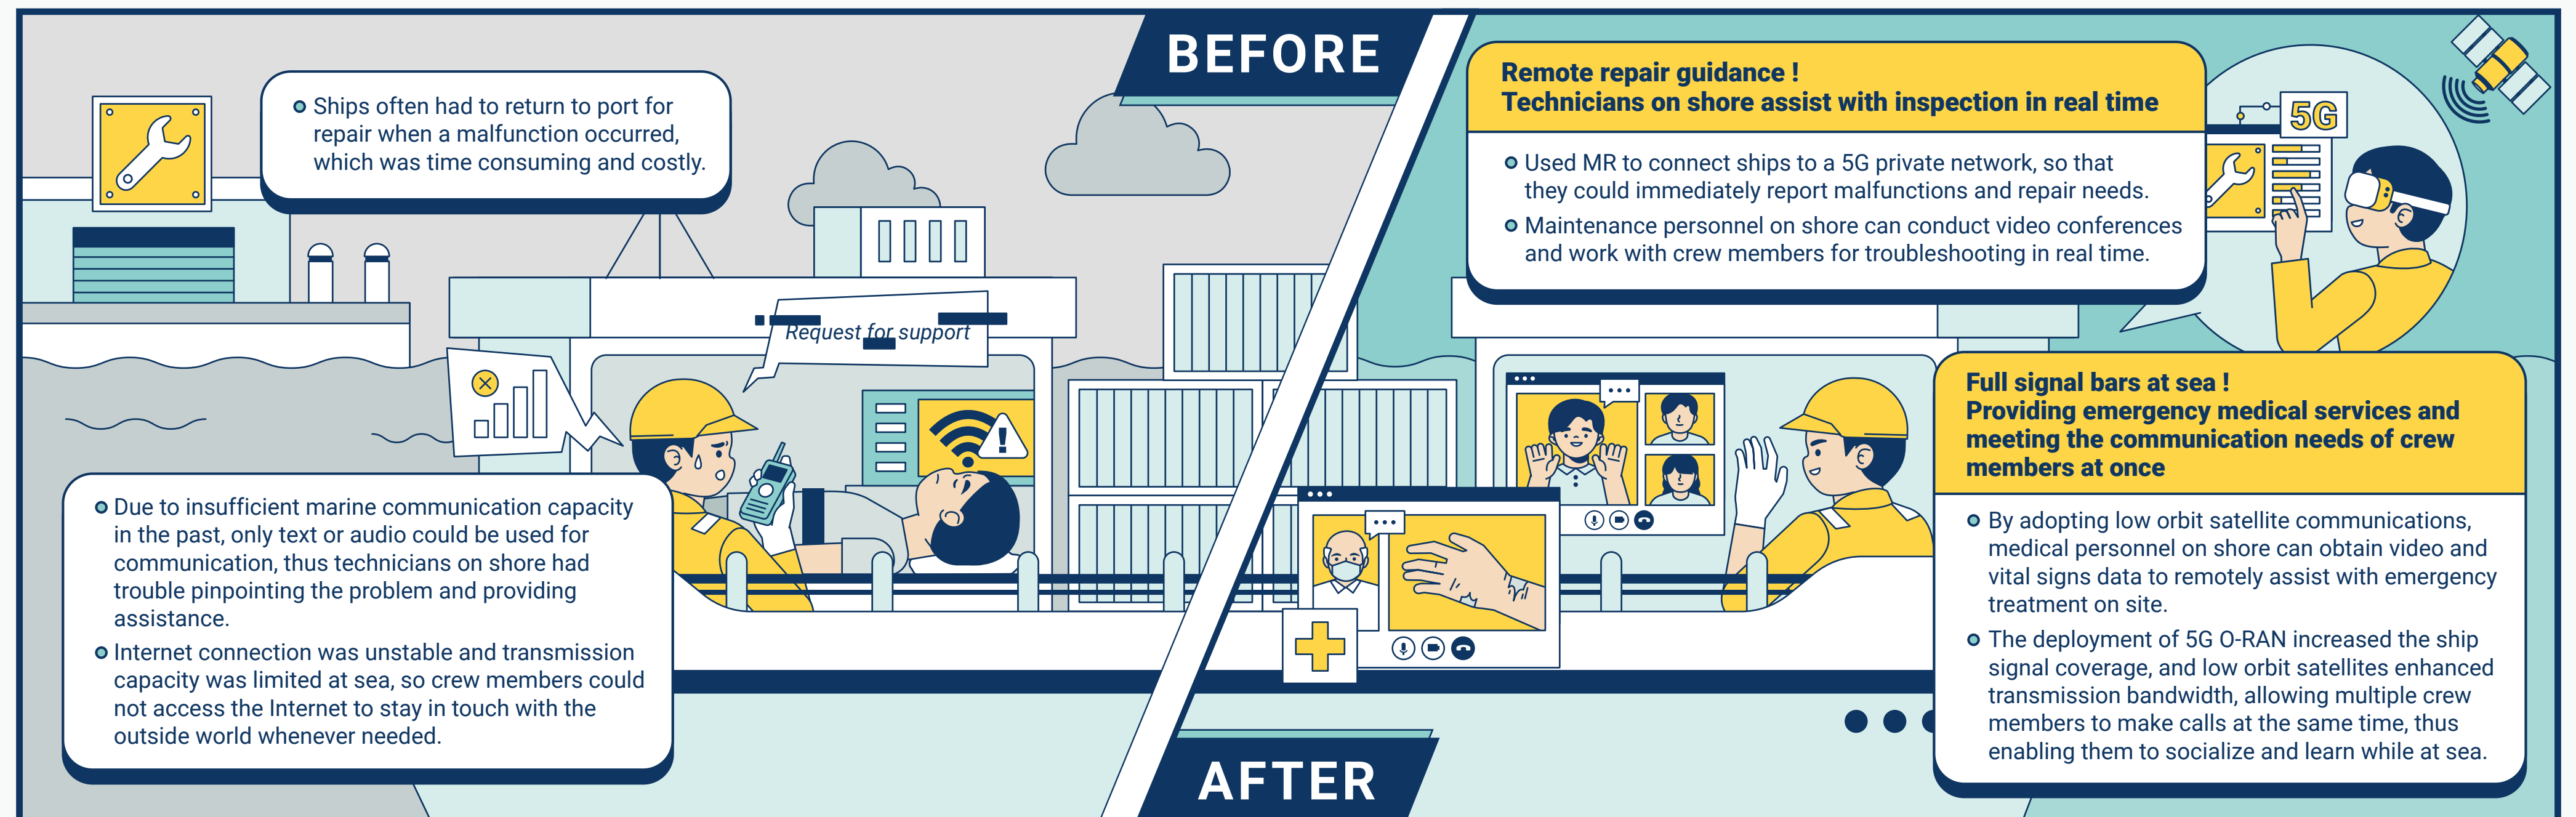 BEFORE
Ships often had to return to port for
repair when a malfunction occurred,
which was time consuming and costly.
Request for support
Due to insufficient marine communication capacity
in the past, only text or audio could be used for
communication, thus technicians on shore had
trouble pinpointing the problem and providing
assistance.
Internet connection was unstable and transmission
capacity was limited at sea, so crew members could
not access the Internet to stay in touch with the
outside world whenever needed.
Remote repair guidance !
Technicians on shore assist with inspection in real time
Used MR to connect ships to a 5G private network, so that
they could immediately report malfunctions and repair needs.
Maintenance personnel on shore can conduct video conferences
and work with crew members for troubleshooting in real time.
5G
Full signal bars at sea !
Providing emergency medical services and
meeting the communication needs of crew
members at once
By adopting low orbit satellite communications,
medical personnel on shore can obtain video and
vital signs data to remotely assist with emergency
treatment on site.
The deployment of 5G O-RAN increased the ship
signal coverage, and low orbit satellites enhanced
transmission bandwidth, allowing multiple crew
members to make calls at the same time, thus
enabling them to socialize and learn while at sea.
AFTER